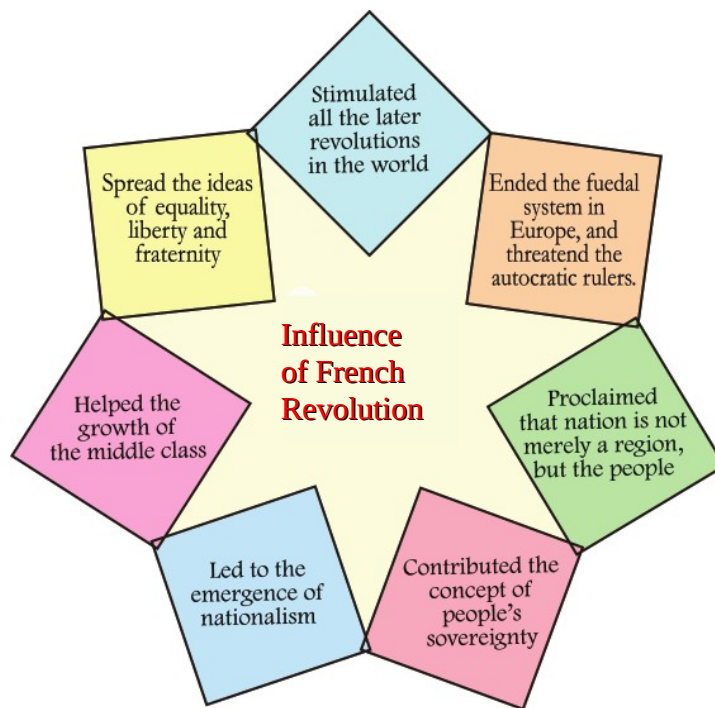 Stimulated
all the later
revolutions
in the world
Spread the ideas
of equality,
liberty and
fraternity
Ended the fuedal
system in
Europe, and
threatend the
autocratic rulers.
Influence
of French
Revolution
Helped the
growth of
the middle class
Proclaimed
that nation is not
merely a region,
but the people
Led to the
emergence of
nationalism
Contributed the
concept of
people's
sovereignty